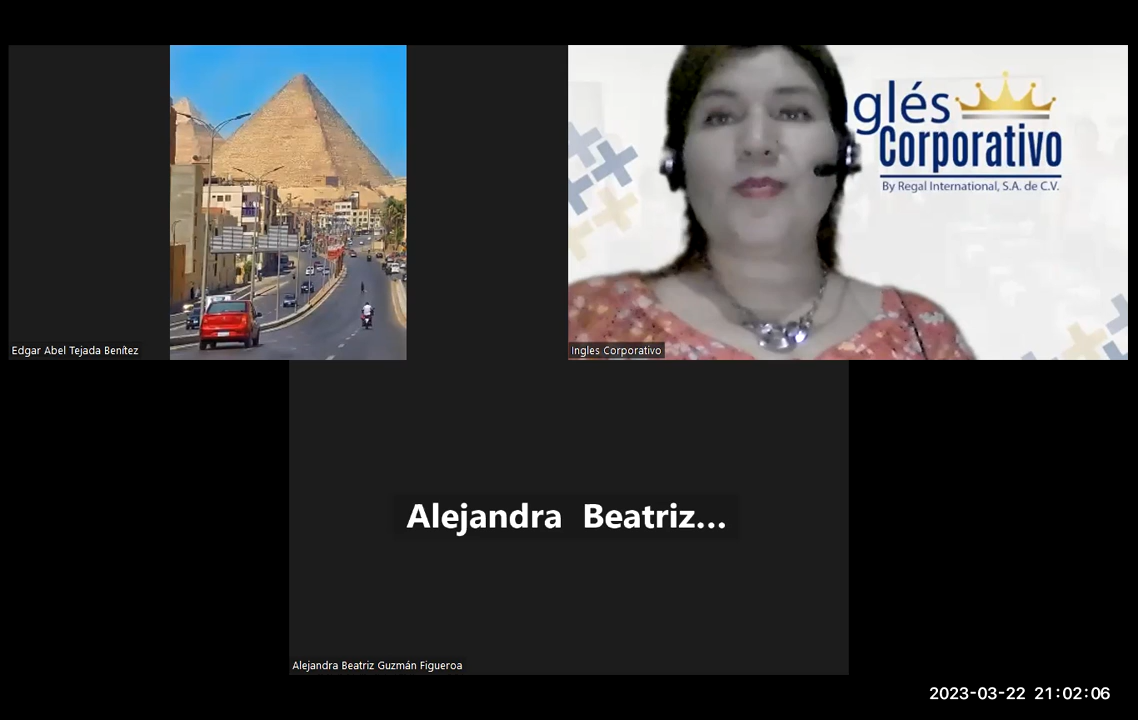 Inglés
Corporativo
By Regal International, S.A. de C.V.
Edgar Abel Tejada Benítez
Ingles Corporativo
Alejandra Beatriz...
Alejandra Beatriz Guzmán Figueroa
2023-03-22 21:02:06